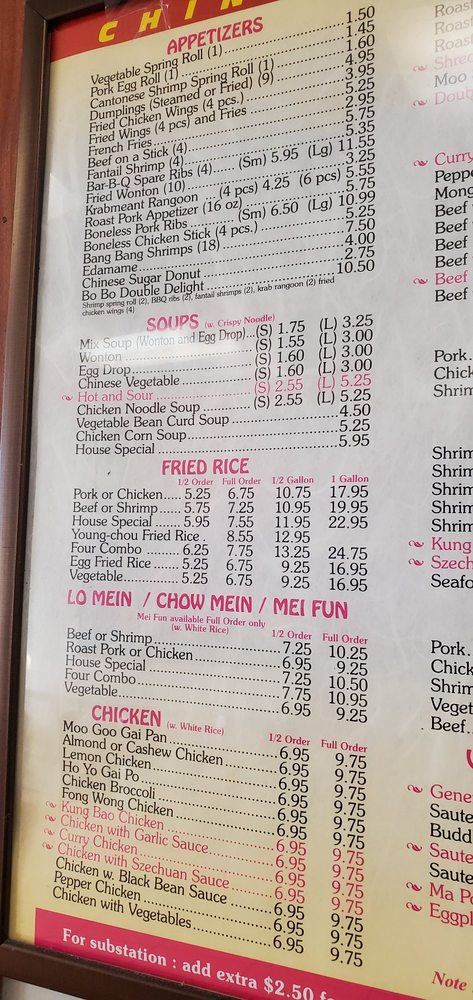 CHIN
APPETIZERS
Vegetable Spring Roll (1)...1.50
Pork Egg Roll (1)...1.45
Cantonese Shrimp Spring Roll (1)...1.60
Dumplings (Steamed or Fried) (9)...4.95
Fried Chicken Wings (4 pcs.)...3.95
Fried Wings (4 pcs) and Fries...5.25
French Fries...2.95
Beef on a Stick (4)...5.75
Fantail Shrimp (4)...5.35
Bar-B-Q Spare Ribs (4)...... (Sm) 5.95 (Lg) 11.55
Fried Wonton (10)...3.25
Krabmeant Rangoon (4 pcs) 4.25 (6 pcs) 5.55
Roast Pork Appetizer (16 oz)...5.75
Boneless Pork Ribs...(Sm) 6.50 (Lg) 10.99
Boneless Chicken Stick (4 pcs.)...5.25
Bang Bang Shrimps (18)...7.50
Edamame...4.00
Chinese Sugar Donut...2.75
Bo Bo Double Delight...10.50
Shrimp spring roll (2), BBQ ribs (2), fantail shrimps (2), krab rangoon (2) fried
chicken wings (4)
SOUPS (w. Crispy Noodle)
Mix Soup (Wonton and Egg Drop)...(S) 1.75 (L) 3.25
Wonton...(S) 1.55 (L) 3.00
Egg Drop...(S) 1.60 (L) 3.00
Chinese Vegetable...(S) 1.60 (L) 3.00
Hot and Sour...(S) 2.55 (L) 5.25
Chicken Noodle Soup...(S) 2.55 (L) 5.25
Vegetable Bean Curd Soup...4.50
Chicken Corn Soup...5.25
House Special...5.95
FRIED RICE
1/2 Order Full Order 1/2 Gallon 1 Gallon
Pork or Chicken..... 5.25 6.75 10.75 17.95
Beef or Shrimp..... 5.75 7.25 10.95 19.95
House Special....... 5.95 7.55 11.95 22.95
Young-chou Fried Rice . 8.55 12.95
Four Combo ......... 6.25 7.75 13.25 24.75
Egg Fried Rice...... 5.25 6.75 9.25 16.95
Vegetable............. 5.25 6.75 9.25 16.95
LO MEIN / CHOW MEIN / MEI FUN
Mei Fun available Full Order only
(w. White Rice)
1/2 Order Full Order
Beef or Shrimp...7.25 10.25
Roast Pork or Chicken...6.95 9.25
House Special...7.25 10.50
Four Combo...7.75 10.95
Vegetable...6.95 9.25
CHICKEN (w. White Rice)
1/2 Order Full Order
Moo Goo Gai Pan...6.95 9.75
Almond or Cashew Chicken...6.95 9.75
Lemon Chicken...6.95 9.75
Ho Yo Gai Po...6.95 9.75
Chicken Broccoli...6.95 9.75
Fong Wong Chicken...6.95 9.75
Kung Bao Chicken...6.95 9.75
Chicken with Garlic Sauce...6.95 9.75
Curry Chicken...6.95 9.75
Chicken with Szechuan Sauce...6.95 9.75
Chicken w. Black Bean Sauce...6.95 9.75
Pepper Chicken...6.95 9.75
Chicken with Vegetables...6.95 9.75
For substation : add extra $2.50 fo
Roas
Roast
Shre
Moo
Doub
Curry
Peppe
Mong
Beef
Beef
Beef
Beef
Beef
Beef
Pork.
Chick
Shrim
Shrim
Shrim
Shrim
Shrim
Shrim
Kung
Szech
Seafo
Pork.
Chick
Shrim
Veget
Beef.
Gene
Saute
Budd
Saute
Saute
Ma Po
Eggpl
Note